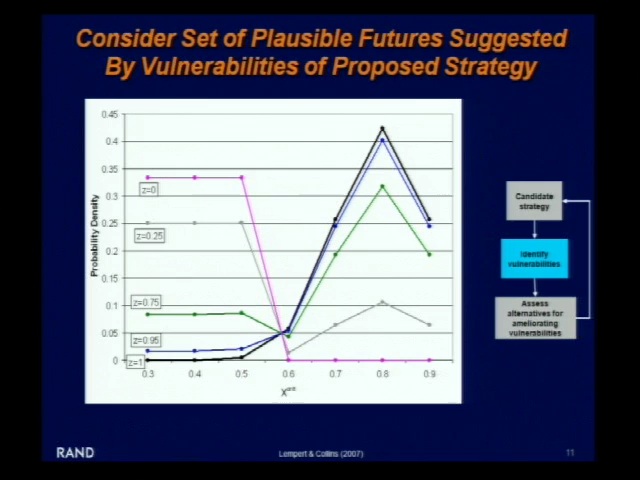 Consider Set of Plausible Futures Suggested
By Vulnerabilities of Proposed Strategy
0.45
0.4
0.35
0.3
0.25
0.2
0.15
0.1
0.05
0
Probability Density
z=0
z=0.25
z=0.75
z=0.95
z=1
0.3 0.4 0.5 0.6 0.7 0.8 0.9
X^crit
Candidate
strategy
Identify
vulnerabilities
Assess
alternatives for
ameliorating
vulnerabilities
RAND
Lempert & Collins (2007)
11